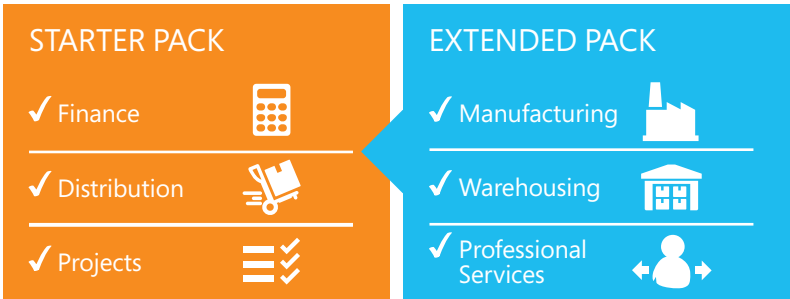 STARTER PACK
Finance
Distribution
Projects
EXTENDED PACK
Manufacturing
Warehousing
Professional
Services